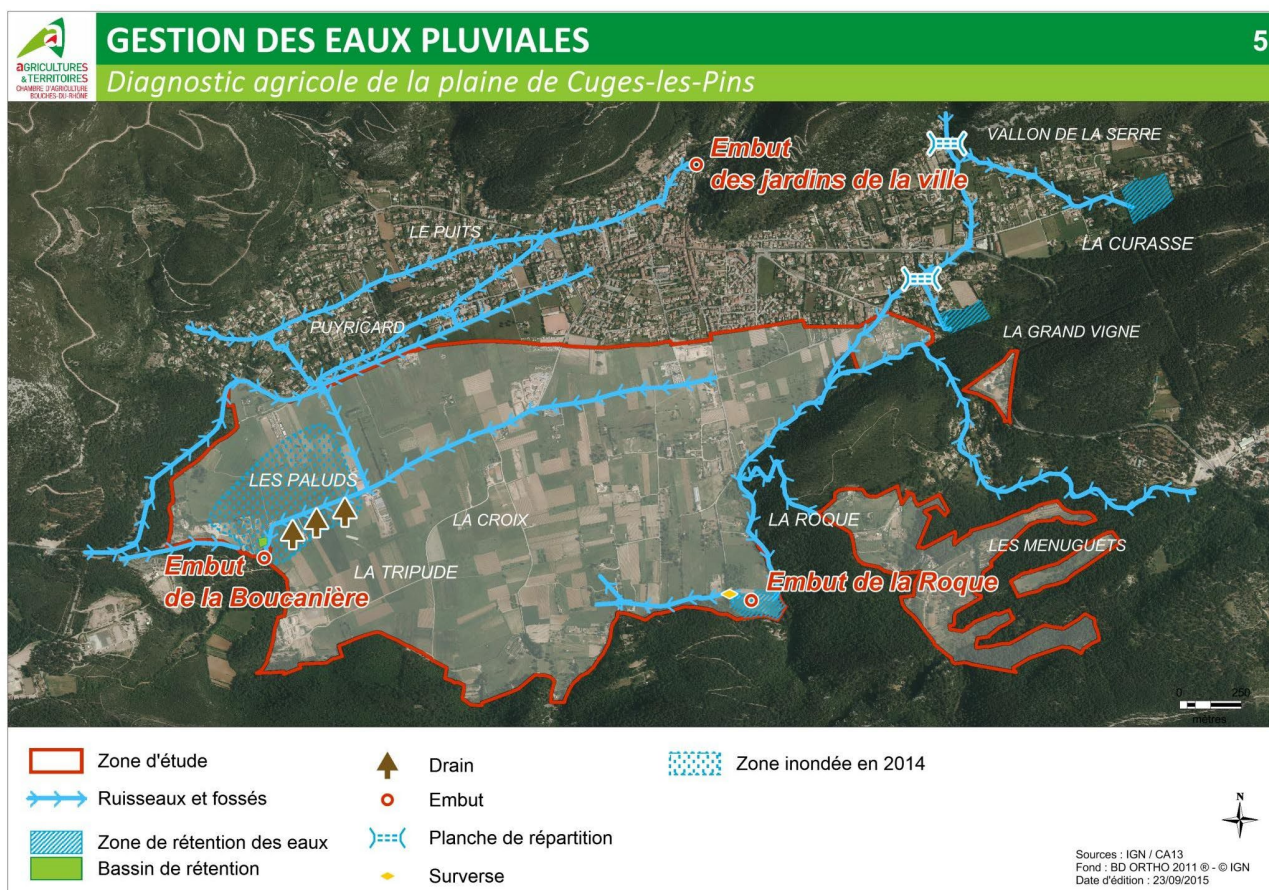 aGRICULTURES
& TERRITOIRES
CHAMBRE D'AGRICULTURE
BOUCHES-DU-RHÔNE
GESTION DES EAUX PLUVIALES
5
Diagnostic agricole de la plaine de Cuges-les-Pins
VALLON DE LA SERRE
Embut
des jardins de la ville
LE PUITS
LA CURASSE
PUYRICARD
LA GRAND VIGNE
LES PALUDS
LA CROIX
LA ROQUE
LES MENUGUETS
Embut
de la Boucanière
LA TRIPUDE
Embut de la Roque
0 250
mètres
Zone d'étude
Ruisseaux et fossés
Zone de rétention des eaux
Bassin de rétention
Drain
Embut
Planche de répartition
Surverse
Zone inondée en 2014
N
Sources : IGN / CA13
Fond : BD ORTHO 2011 ® - © IGN
Date d'édition : 23/09/2015